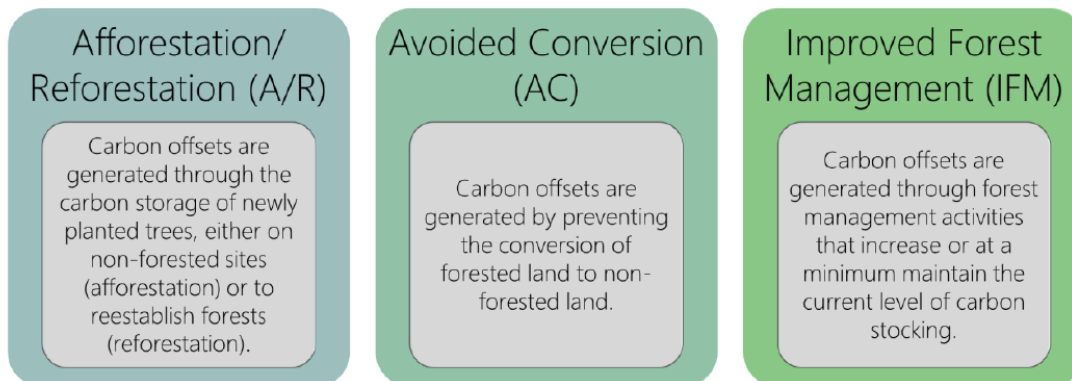 Afforestation/
Reforestation (A/R)
Carbon offsets are
generated through the
carbon storage of newly
planted trees, either on
non-forested sites
(afforestation) or to
reestablish forests
(reforestation).
Avoided Conversion
(AC)
Carbon offsets are
generated by preventing
the conversion of
forested land to non-
forested land.
Improved Forest
Management (IFM)
Carbon offsets are
generated through forest
management activities
that increase or at a
minimum maintain the
current level of carbon
stocking.